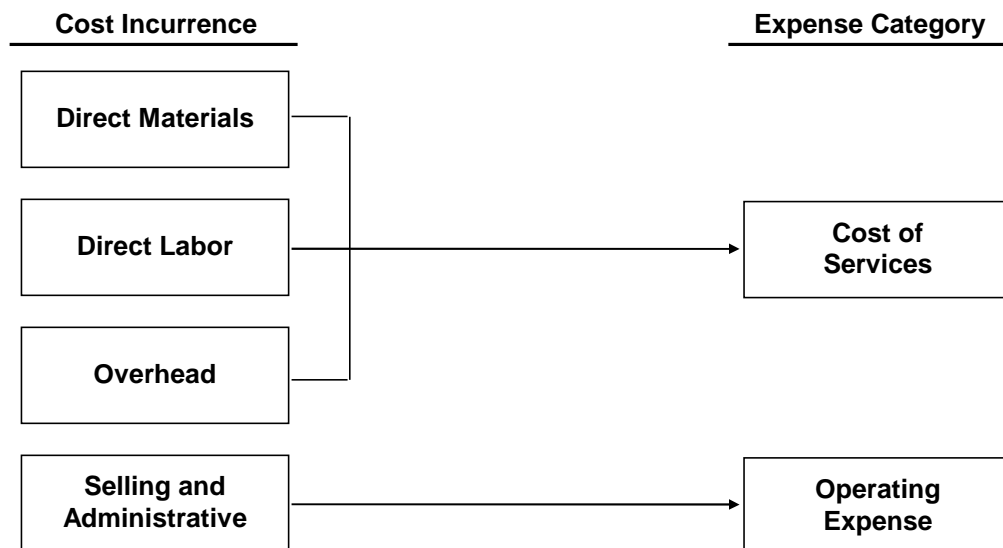 Cost Incurrence
Expense Category
Direct Materials
Direct Labor
Cost of
Services
Overhead
Selling and
Administrative
Operating
Expense